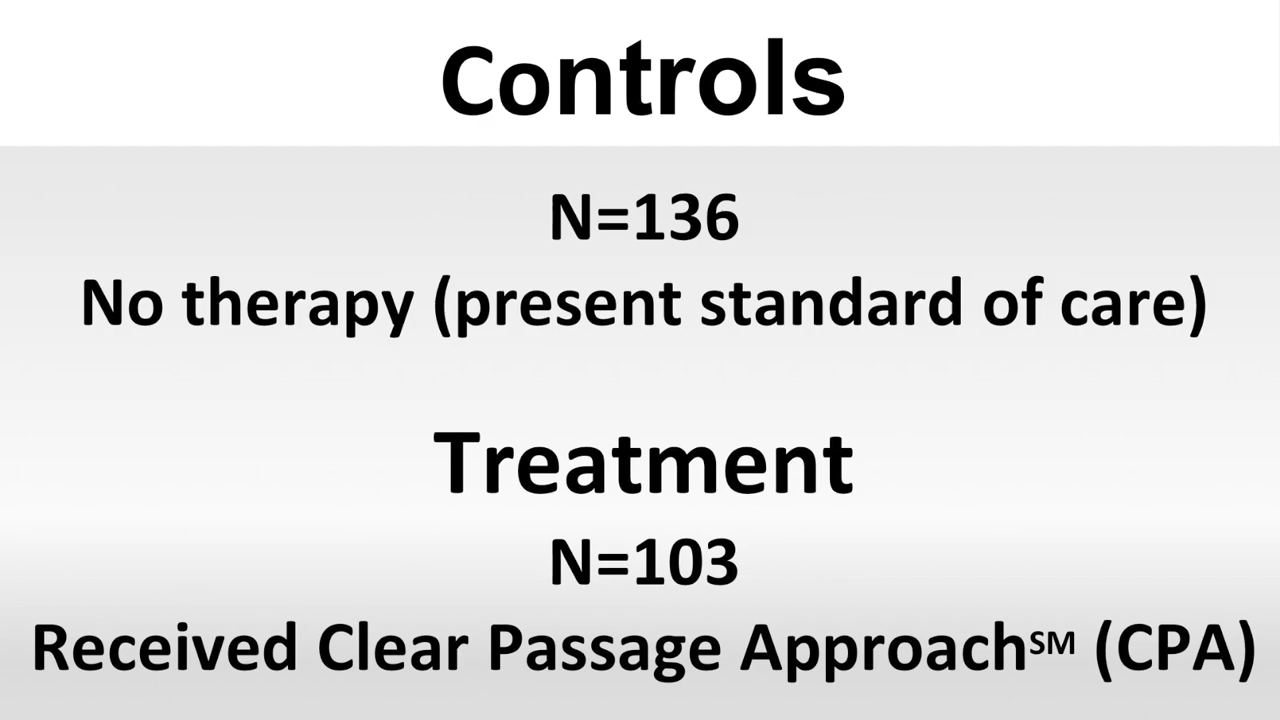 Controls
N=136
No therapy (present standard of care)
Treatment
N=103
Received Clear Passage Approach℠ (CPA)